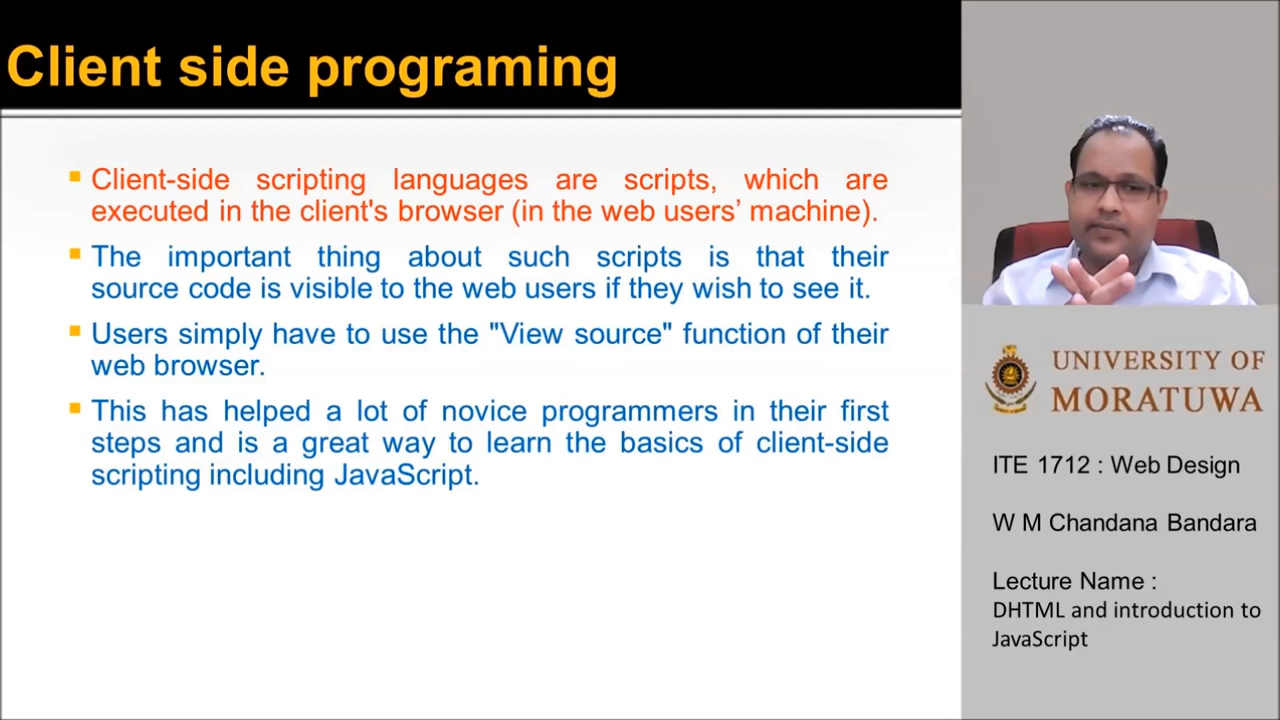 Client side programing
Client-side scripting languages are scripts, which are
executed in the client's browser (in the web users’ machine).
The important thing about such scripts is that their
source code is visible to the web users if they wish to see it.
Users simply have to use the "View source" function of their
web browser.
This has helped a lot of novice programmers in their first
steps and is a great way to learn the basics of client-side
scripting including JavaScript.
UNIVERSITY OF
MORATUWA
ITE 1712 : Web Design
W M Chandana Bandara
Lecture Name :
DHTML and introduction to
JavaScript